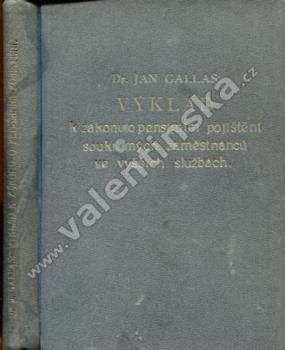 Dr. JAN GALLAS:
VÝKLAD
k zákonu o pensijním pojištění
soukromých zaměstnanců
ve vyšších službách.
www.valentinska.cz